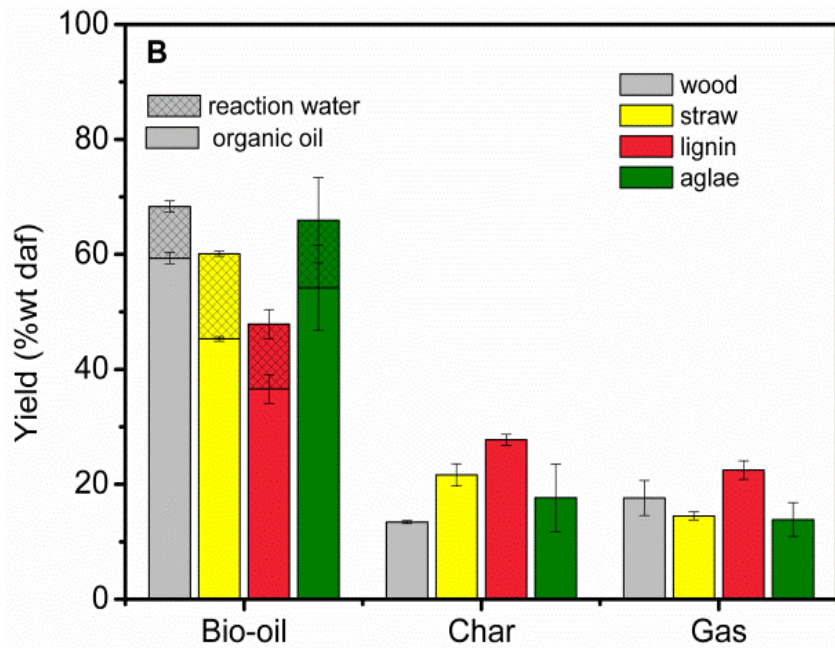 B
reaction water
organic oil
wood
straw
lignin
aglae
Yield (%wt daf)
100
80
60
40
20
0
Bio-oil
Char
Gas